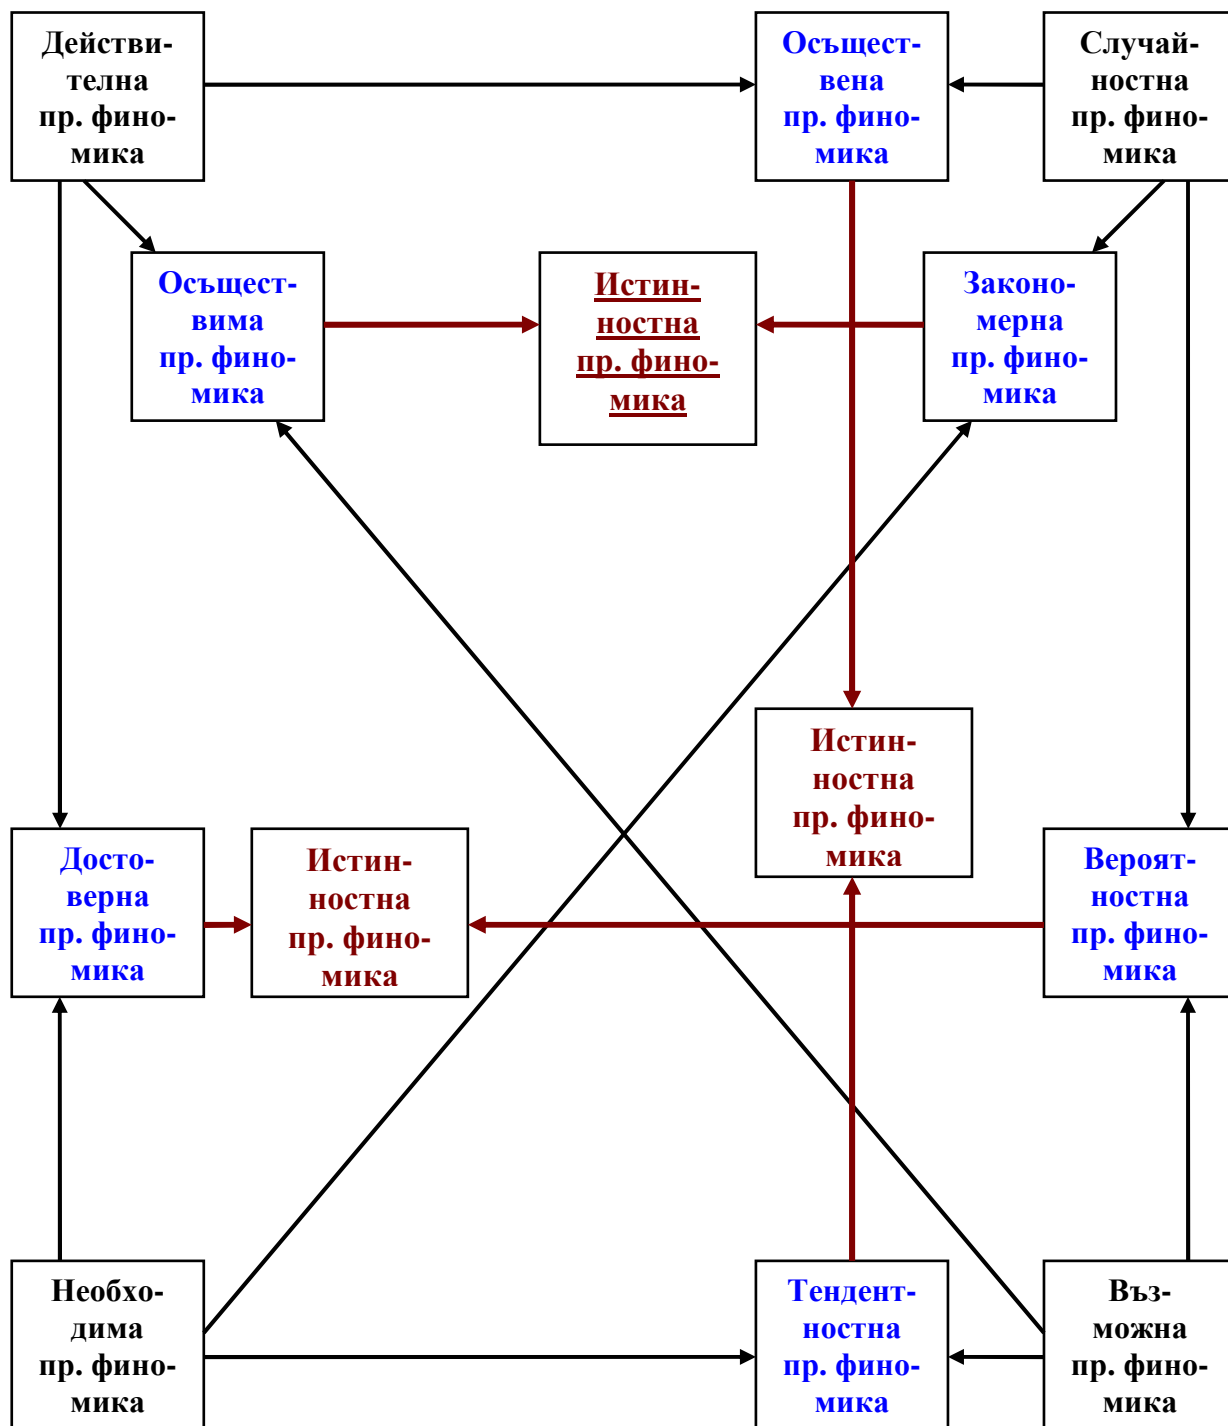 Действи-
телна
пр. фино-
мика
Осъщест-
вена
пр. фино-
мика
Случай-
ностна
пр. фино-
мика
Осъщест-
вима
пр. фино-
мика
Истин-
ностна
пр. фино-
мика
Законо-
мерна
пр. фино-
мика
Истин-
ностна
пр. фино-
мика
Досто-
верна
пр. фино-
мика
Истин-
ностна
пр. фино-
мика
Вероят-
ностна
пр. фино-
мика
Необхо-
дима
пр. фино-
мика
Тендент-
ностна
пр. фино-
мика
Въз-
можна
пр. фино-
мика